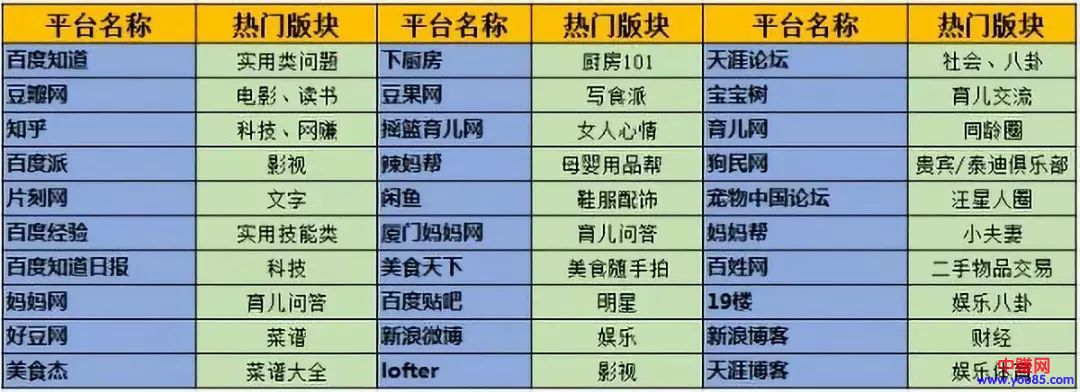 平台名称 热门版块 平台名称 热门版块 平台名称 热门版块
百度知道 实用类问题 下厨房 厨房101 天涯论坛 社会、八卦
豆瓣网 电影、读书 豆果网 写食派 宝宝树 育儿交流
知乎 科技、网赚 摇篮育儿网 女人心情 育儿网 同龄圈
百度派 影视 辣妈帮 母婴用品帮 狗民网 贵宾/泰迪俱乐部
片刻网 文字 闲鱼 鞋服配饰 宠物中国论坛 汪星人圈
百度经验 实用技能类 厦门妈妈网 育儿问答 妈妈帮 小夫妻
百度知道日报 科技 美食天下 美食随手拍 百姓网 二手物品交易
妈妈网 育儿问答 百度贴吧 明星 19楼 娱乐八卦
好豆网 菜谱 新浪微博 娱乐 新浪博客 财经
美食杰 菜谱大全 lofter 影视 天涯博客 娱乐体育
中赚网
www.yo885.com